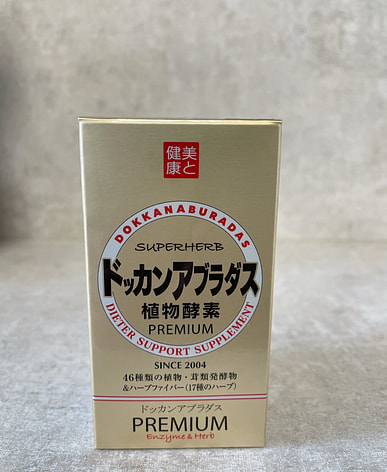 美と
健康
DOKKANABURADAS
SUPERHERB
ドッカンアブラダス
植物酵素
PREMIUM
DIETER SUPPORT SUPPLEMENT
SINCE 2004
46種類の植物・茸類発酵物
&ハーブファイバー(17種のハーブ)
ドッカンアブラダス
PREMIUM
Enzyme & Herb